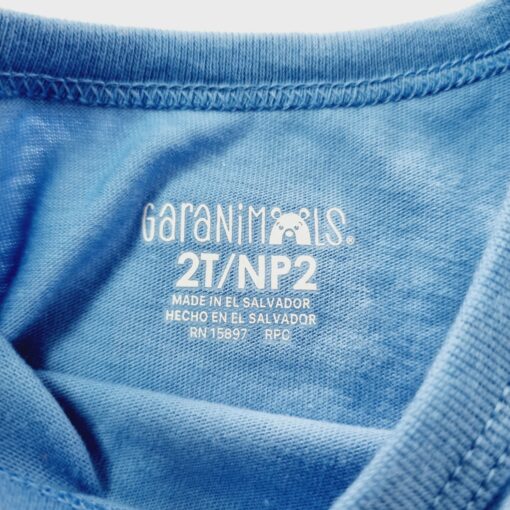 GARANIMALS®
2T/NP2
MADE IN EL SALVADOR
HECHO EN EL SALVADOR
RN 15897 RPC